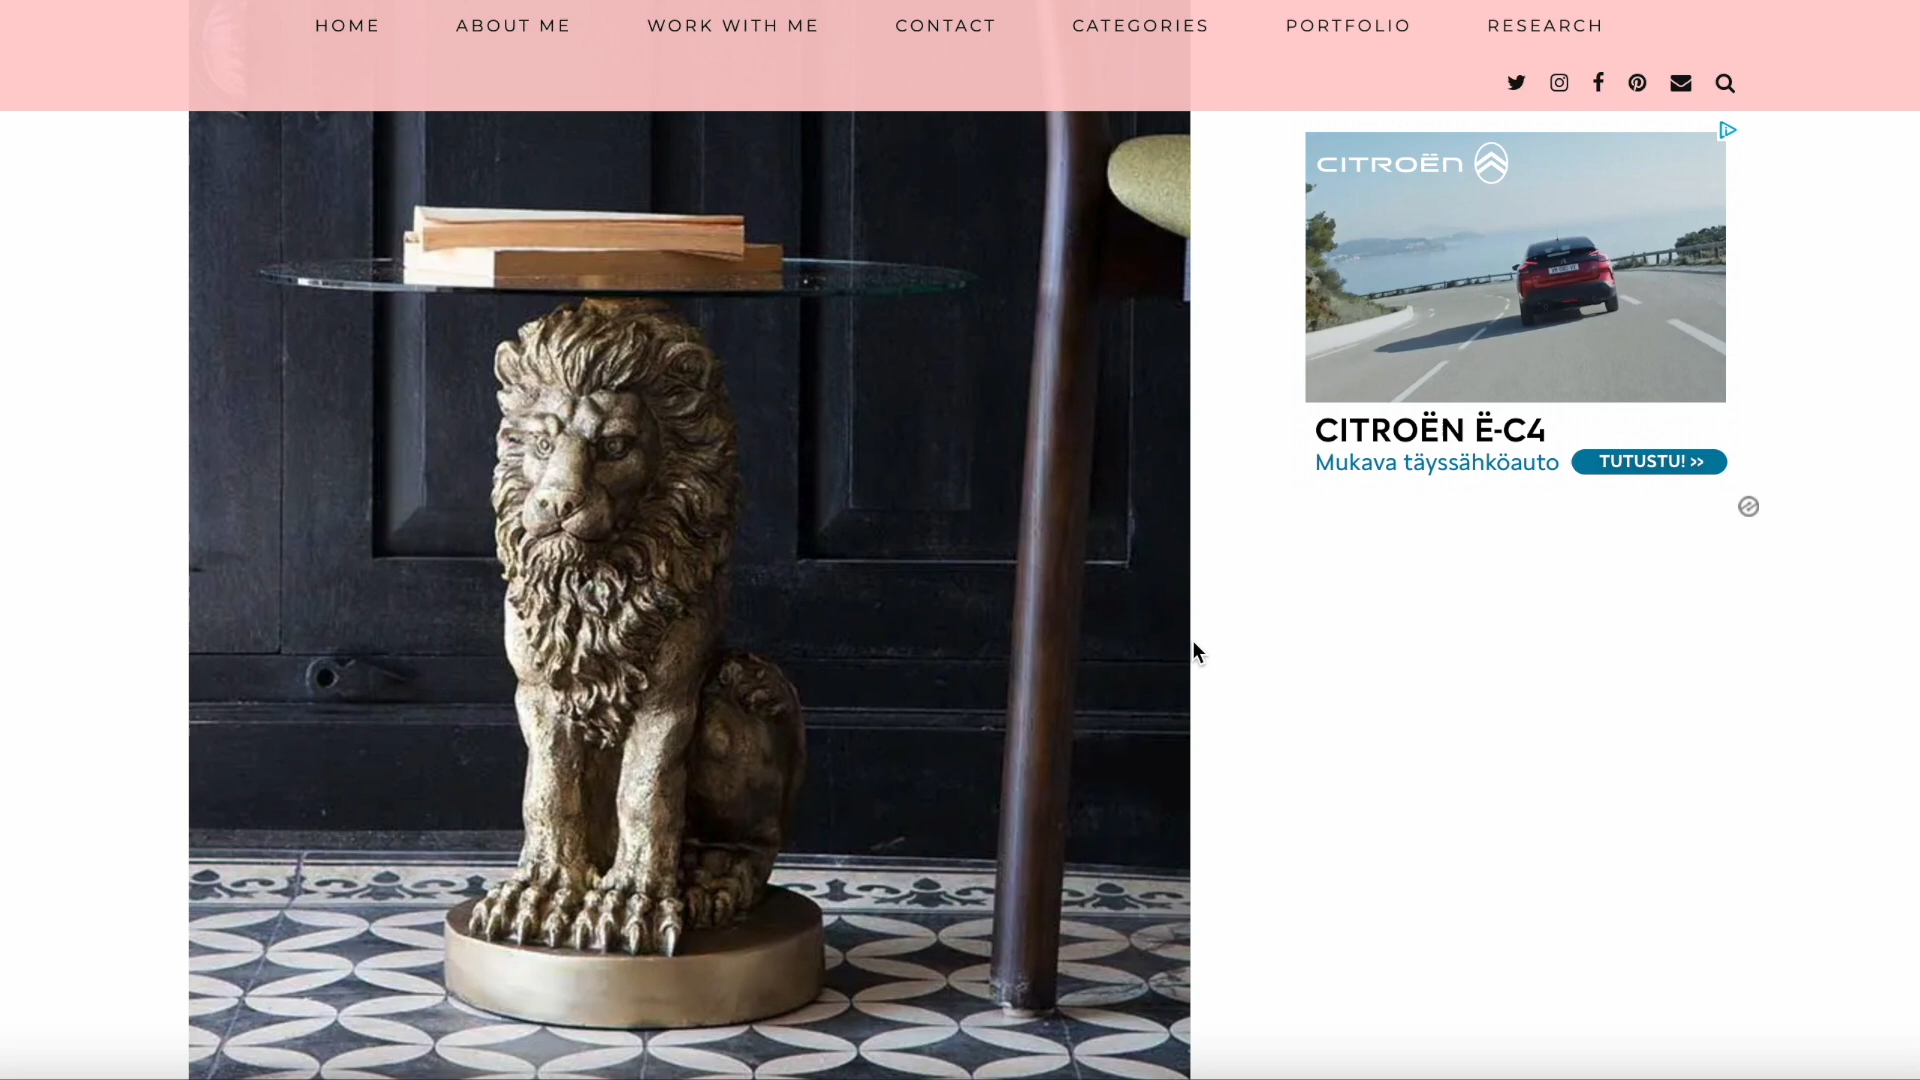 HOME ABOUT ME WORK WITH ME CONTACT CATEGORIES PORTFOLIO RESEARCH
CITROËN
CITROËN Ë-C4
Mukava täyssähköauto TUTUSTU! >>